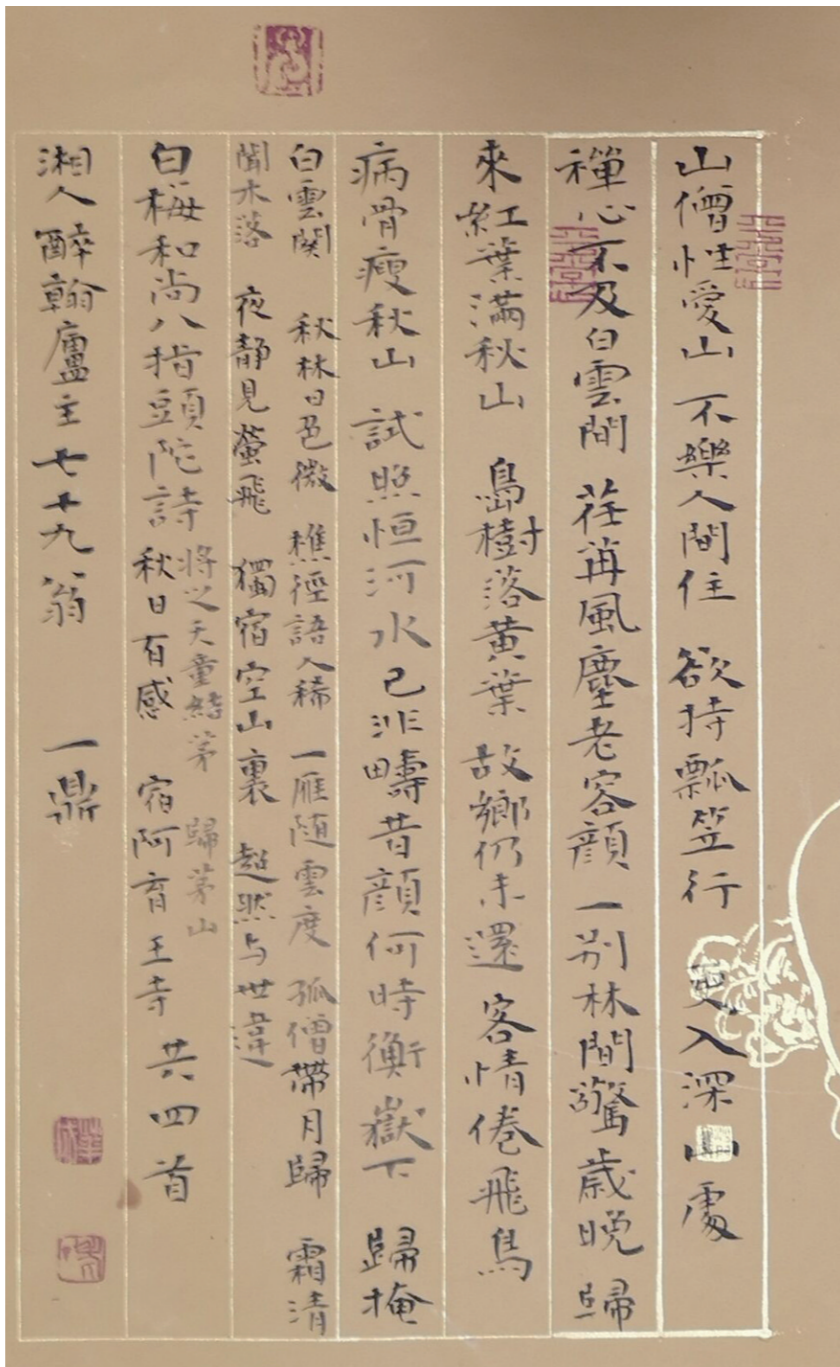 山僧性愛山 不樂人間住 欲持瓢笠行 更入深山處
禪心不及白雲間 荏苒風塵老客顏 一别林間驚歲晚 歸
來紅葉滿秋山 島樹落黃葉 故鄉仍未還 客情倦飛鳥
病骨瘦秋山 試照恒河水 已非疇昔顏 何時衡嶽下 歸掩
白雲関 秋林日色微 樵徑語人稀 一雁随雲度 孤僧帶月歸 霜清
聞木落 夜靜見螢飛 獨宿空山裏 超然与世違
白梅和尚八指頭陀詩
將之天童結茅 歸茅山
秋日有感 宿阿育王寺 共四首
湘人醉翰廬主七十九翁 一鼎